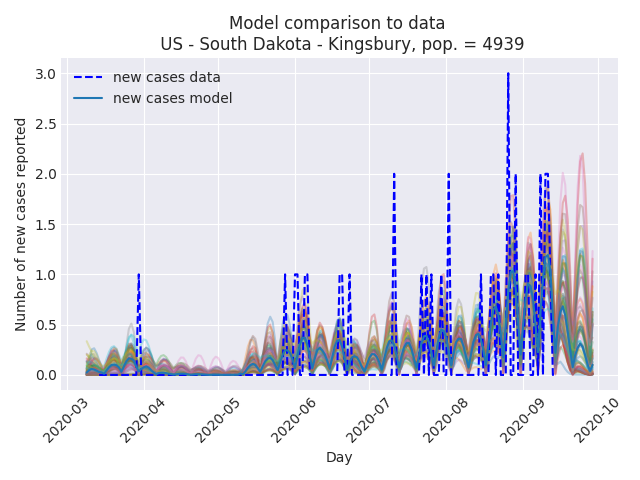 Model comparison to data
US - South Dakota - Kingsbury, pop. = 4939
new cases data
new cases model
Number of new cases reported
3.0
2.5
2.0
1.5
1.0
0.5
0.0
2020-03
2020-04
2020-05
2020-06
2020-07
2020-08
2020-09
2020-10
Day